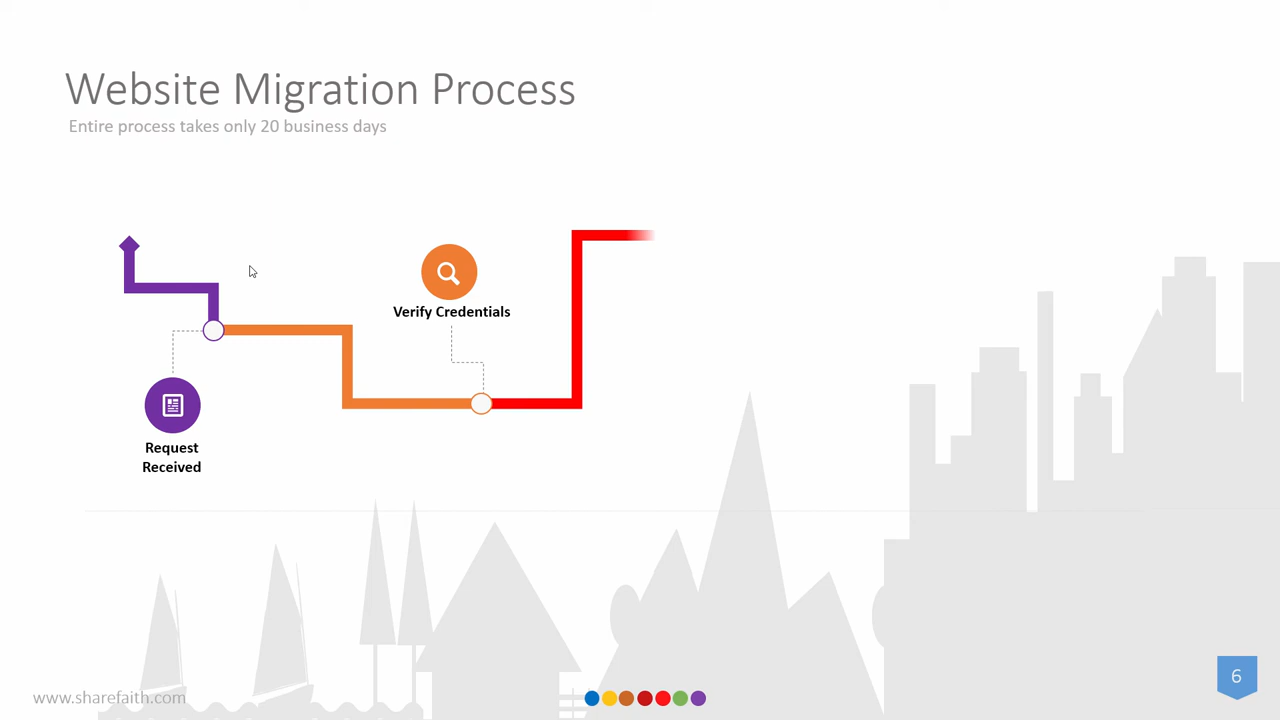 Website Migration Process
Entire process takes only 20 business days
Verify Credentials
Request
Received
www.sharefaith.com
6